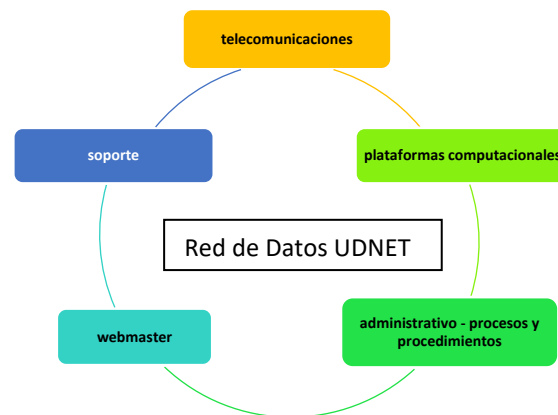 telecomunicaciones
soporte
plataformas computacionales
Red de Datos UDNET
webmaster
administrativo - procesos y
procedimientos